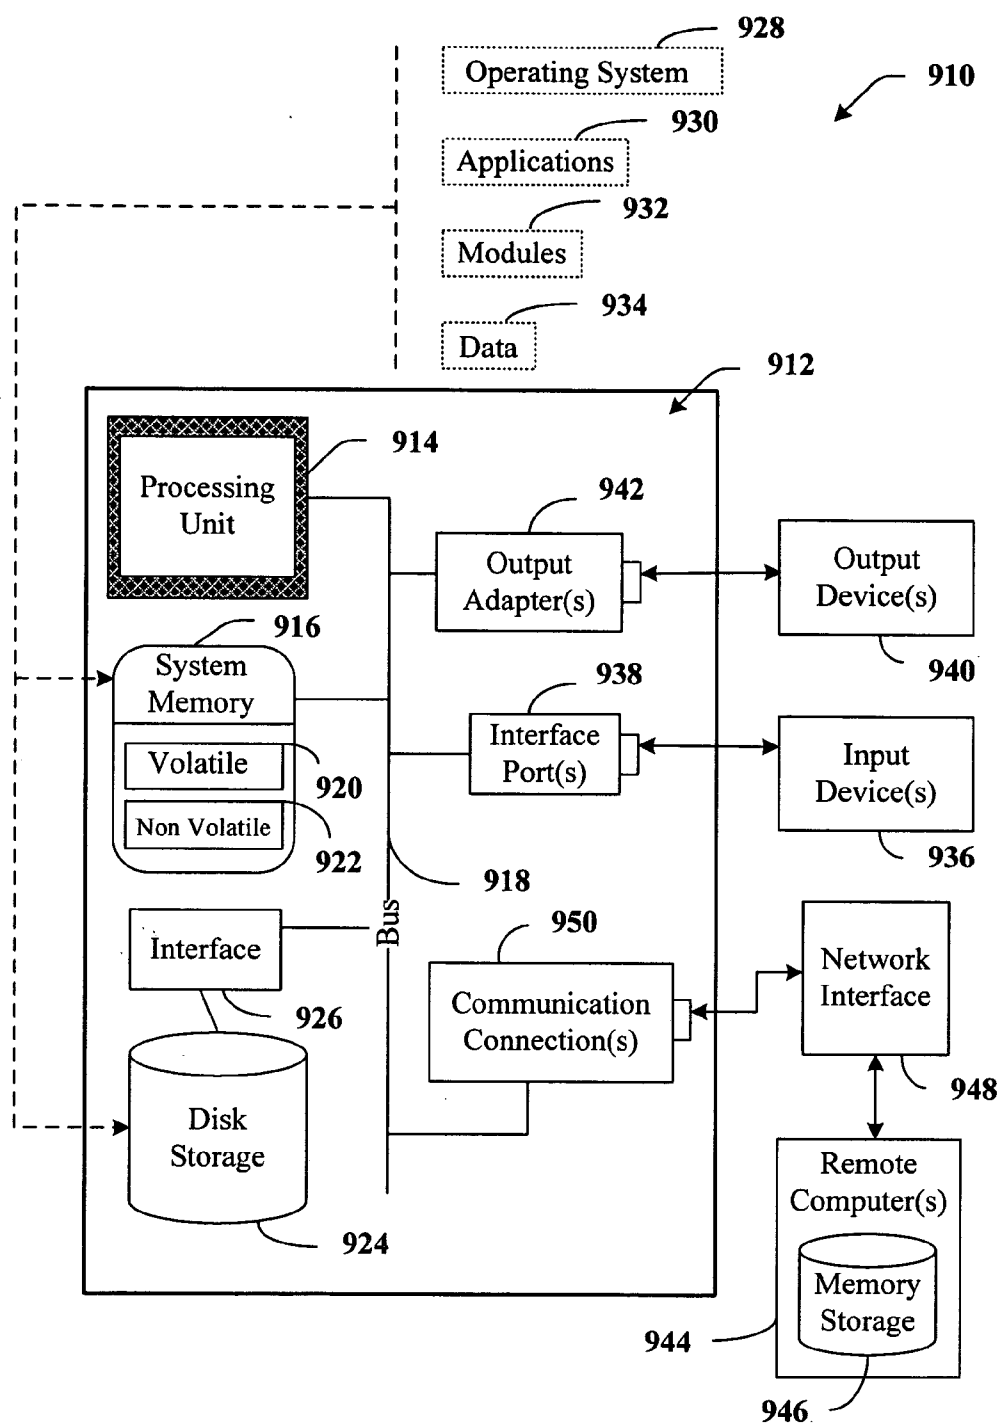 928
Operating System
910
930
Applications
932
Modules
934
Data
912
914
Processing
Unit
942
Output
Adapter(s)
Output
Device(s)
940
916
System
Memory
938
Interface
Port(s)
Input
Device(s)
936
Volatile
920
Non Volatile
922
918
Bus
950
Interface
926
Communication
Connection(s)
Network
Interface
948
Disk
Storage
924
Remote
Computer(s)
Memory
Storage
944
946